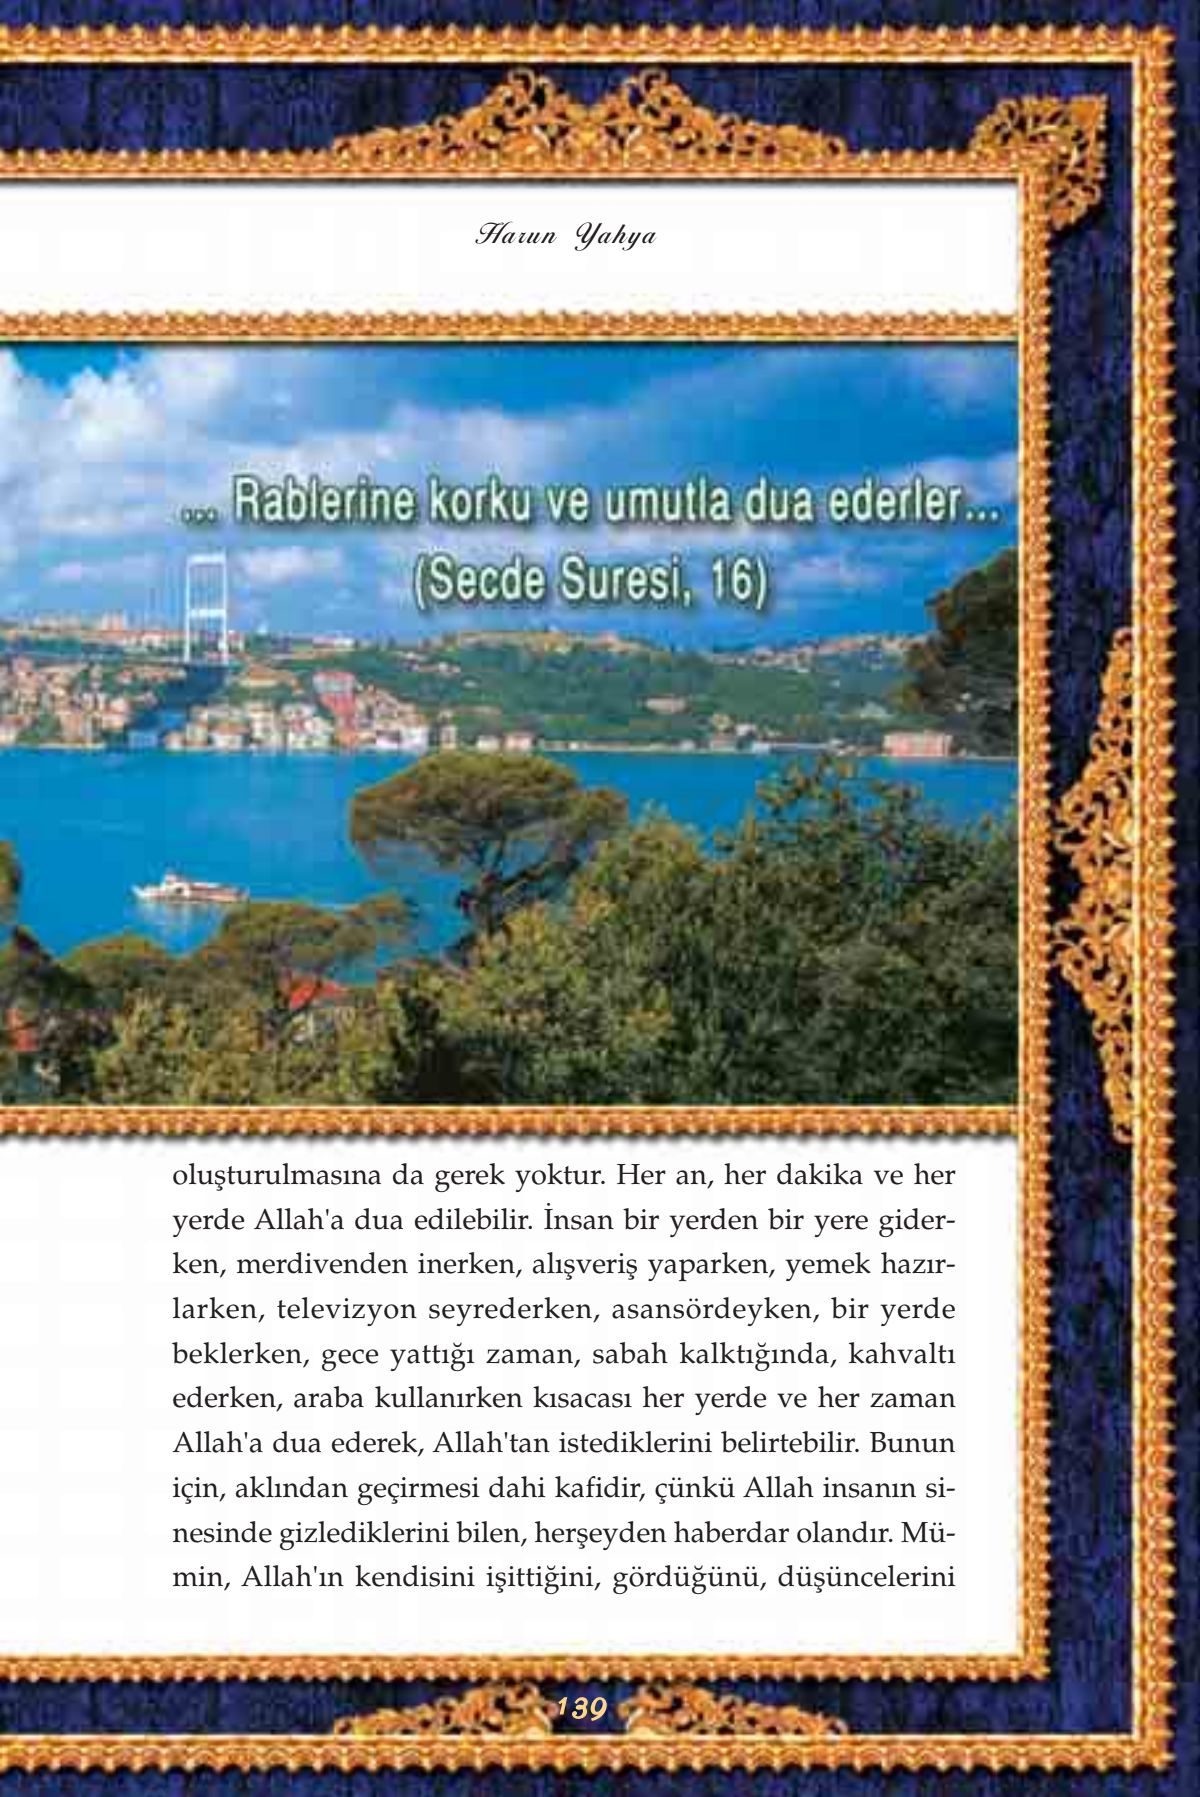 Harun Yahya
... Rablerine korku ve umutla dua ederler...
(Secde Suresi, 16)
oluşturulmasına da gerek yoktur. Her an, her dakika ve her
yerde Allah'a dua edilebilir. İnsan bir yerden bir yere gider-
ken, merdivenden inerken, alışveriş yaparken, yemek hazır-
larken, televizyon seyrederken, asansördeyken, bir yerde
beklerken, gece yattığı zaman, sabah kalktığında, kahvaltı
ederken, araba kullanırken kısacası her yerde ve her zaman
Allah'a dua ederek, Allah'tan istediklerini belirtebilir. Bunun
için, aklından geçirmesi dahi kafidir, çünkü Allah insanın si-
nesinde gizlediklerini bilen, herşeyden haberdar olandır. Mü-
min, Allah'ın kendisini işittiğini, gördüğünü, düşüncelerini
139